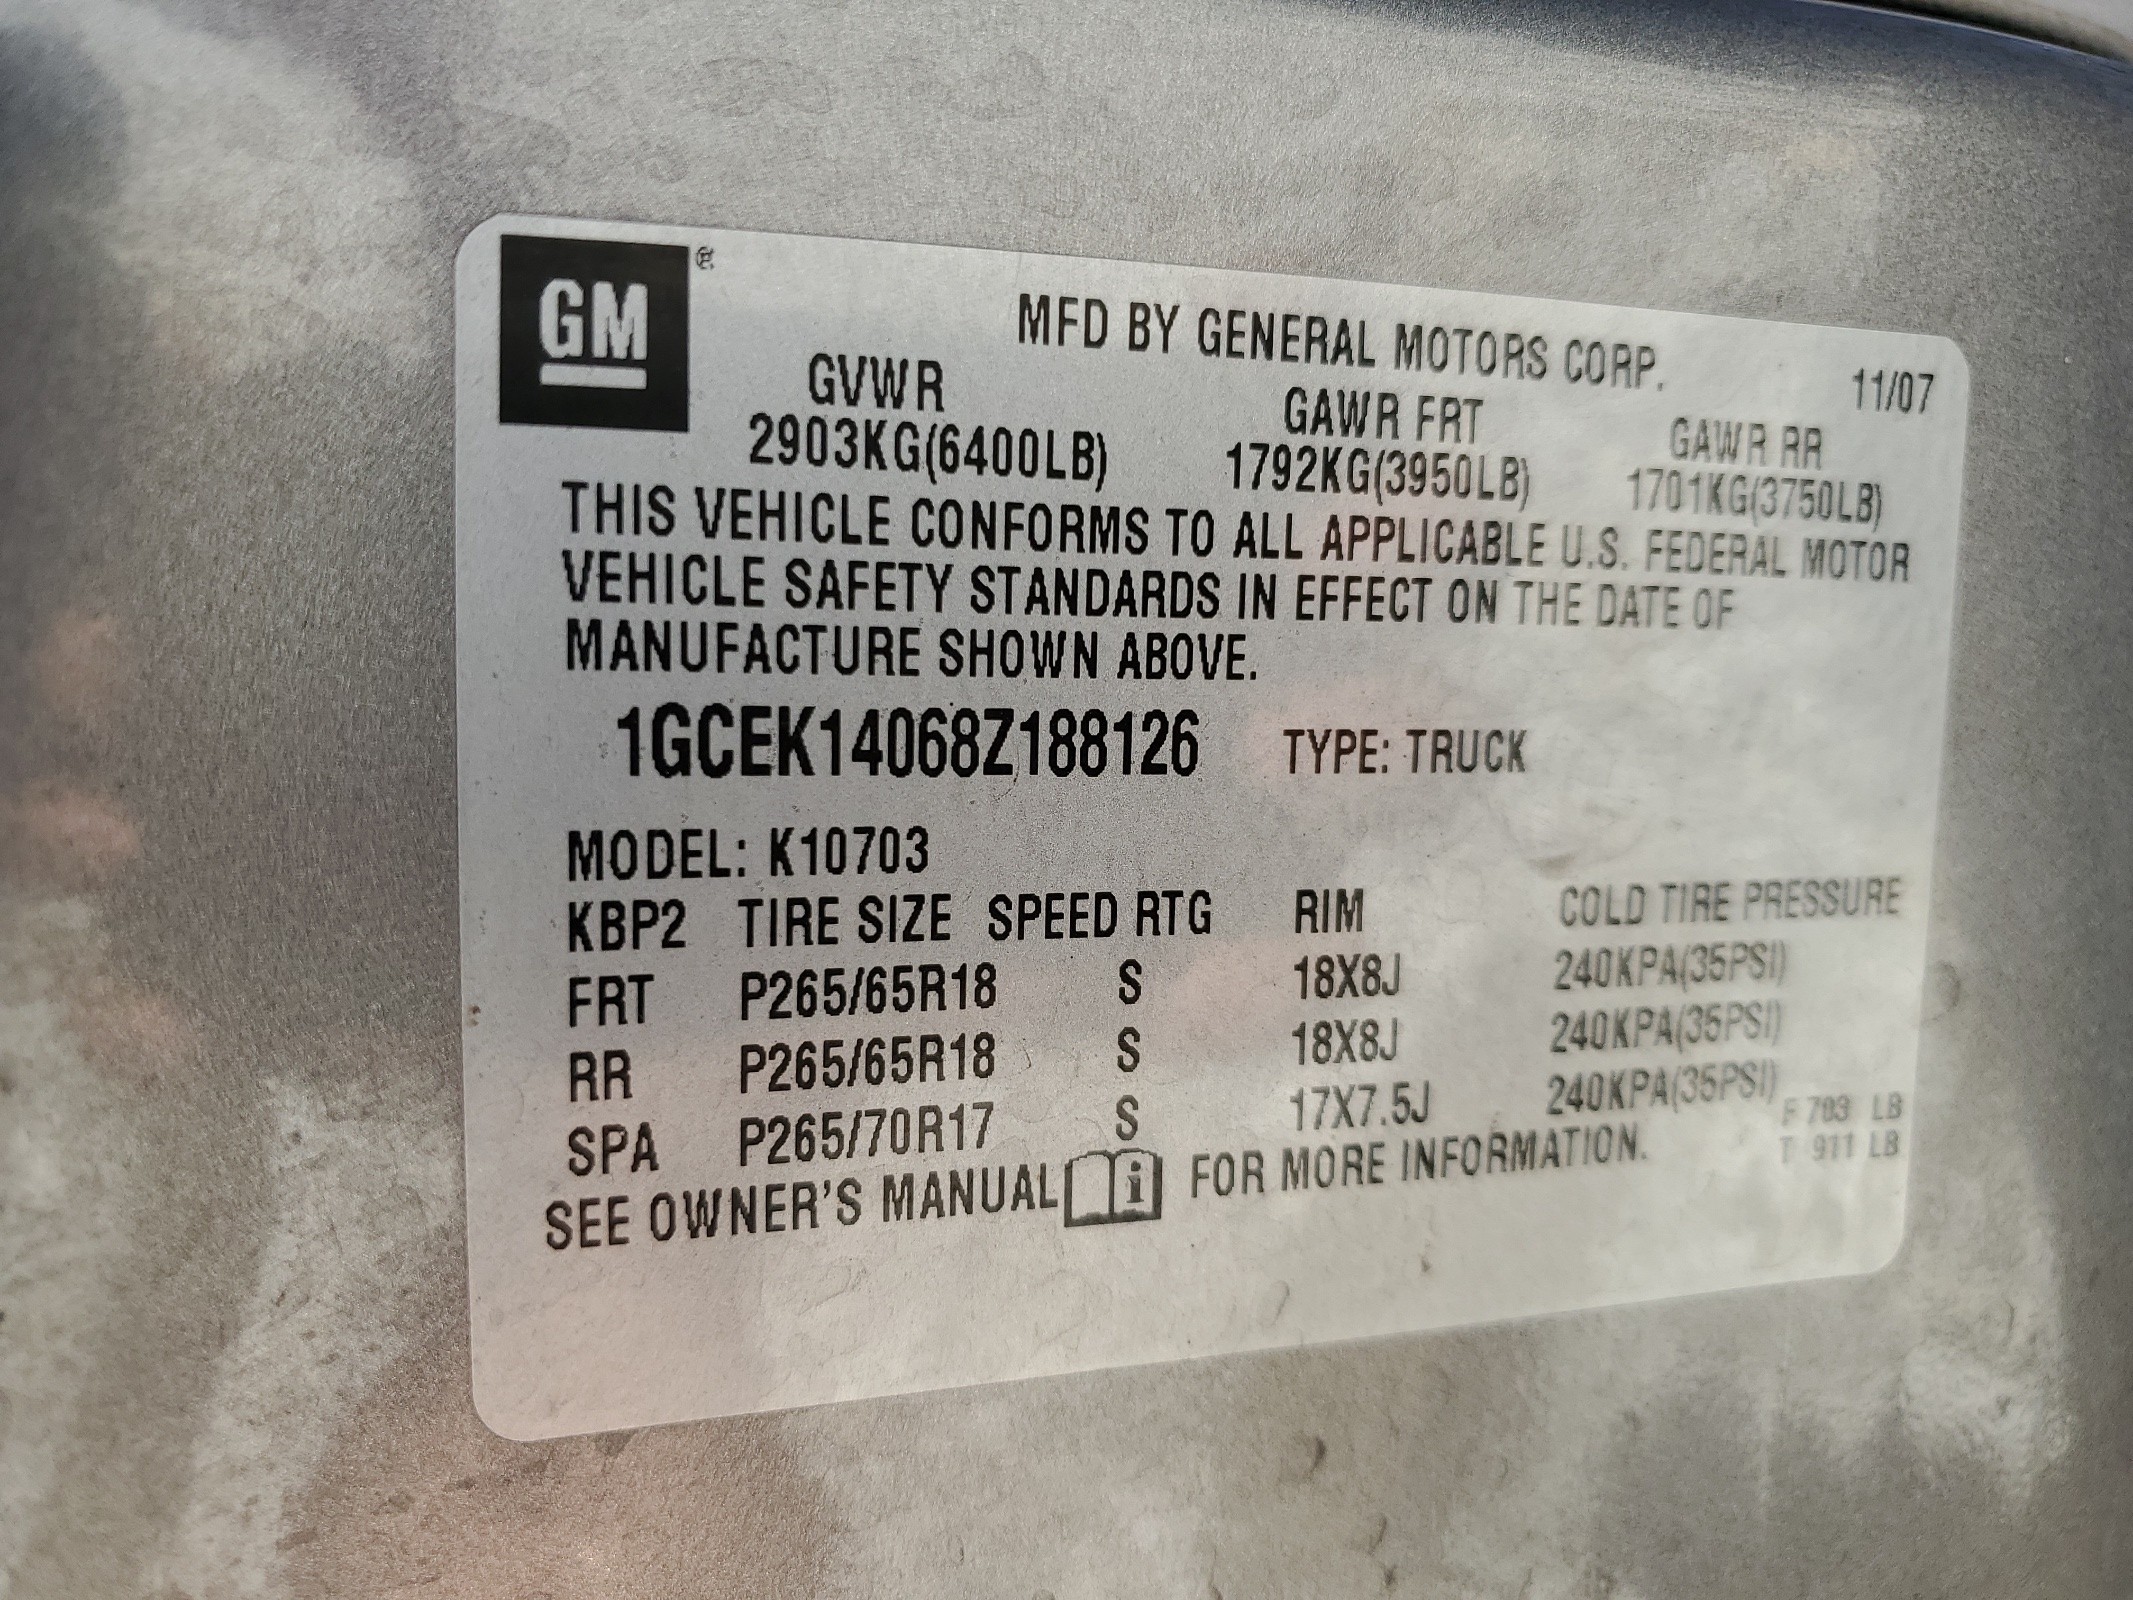 GM ®
MFD BY GENERAL MOTORS CORP.
11/07
GVWR GAWR FRT GAWR RR
2903KG(6400LB) 1792KG(3950LB) 1701KG(3750LB)
THIS VEHICLE CONFORMS TO ALL APPLICABLE U.S. FEDERAL MOTOR
VEHICLE SAFETY STANDARDS IN EFFECT ON THE DATE OF
MANUFACTURE SHOWN ABOVE.
1GCEK14068Z188126 TYPE: TRUCK
MODEL: K10703
KBP2 TIRE SIZE SPEED RTG RIM COLD TIRE PRESSURE
FRT P265/65R18 S 18X8J 240KPA(35PSI)
RR P265/65R18 S 18X8J 240KPA(35PSI)
SPA P265/70R17 S 17X7.5J 240KPA(35PSI)
F 703 LB
T 911 LB
SEE OWNER'S MANUAL i FOR MORE INFORMATION.